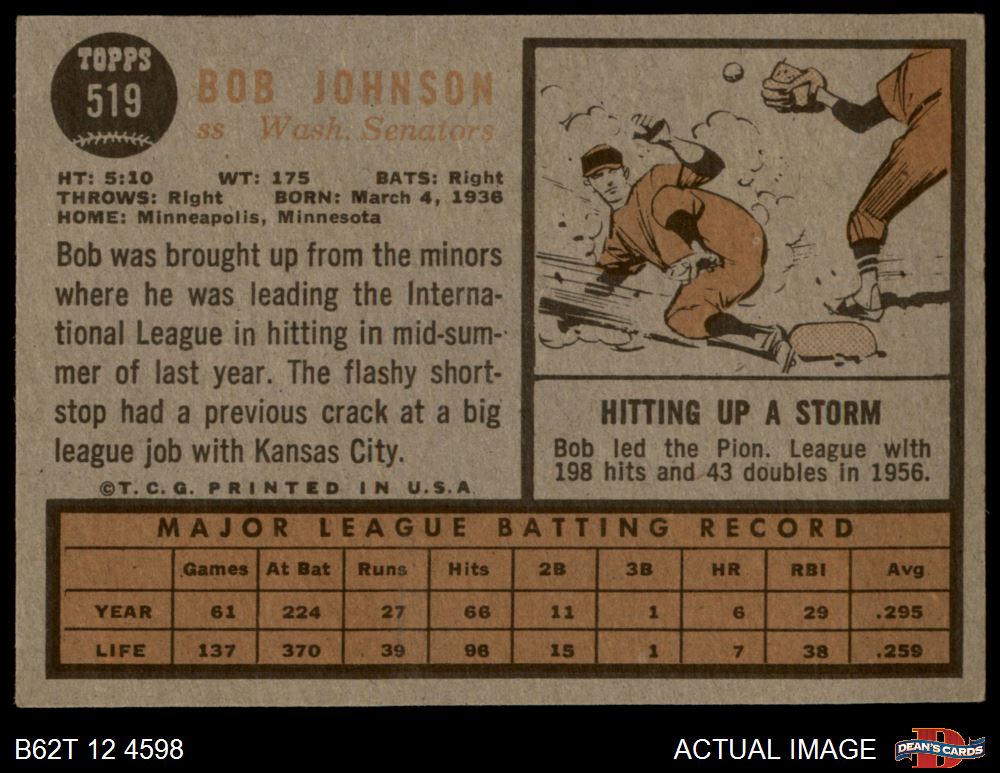 TOPPS
519
BOB JOHNSON
ss Wash. Senators
HT: 5:10 WT: 175 BATS: Right
THROWS: Right BORN: March 4, 1936
HOME: Minneapolis, Minnesota
Bob was brought up from the minors
where he was leading the Interna-
tional League in hitting in mid-sum-
mer of last year. The flashy short-
stop had a previous crack at a big
league job with Kansas City.
©T.C.G. PRINTED IN U.S.A
HITTING UP A STORM
Bob led the Pion. League with
198 hits and 43 doubles in 1956.
MAJOR LEAGUE BATTING RECORD
Games At Bat Runs Hits 2B 3B HR RBI Avg
YEAR 61 224 27 66 11 1 6 29 .295
LIFE 137 370 39 96 15 1 7 38 .259
B62T 12 4598
ACTUAL IMAGE
D
DEAN'S CARDS